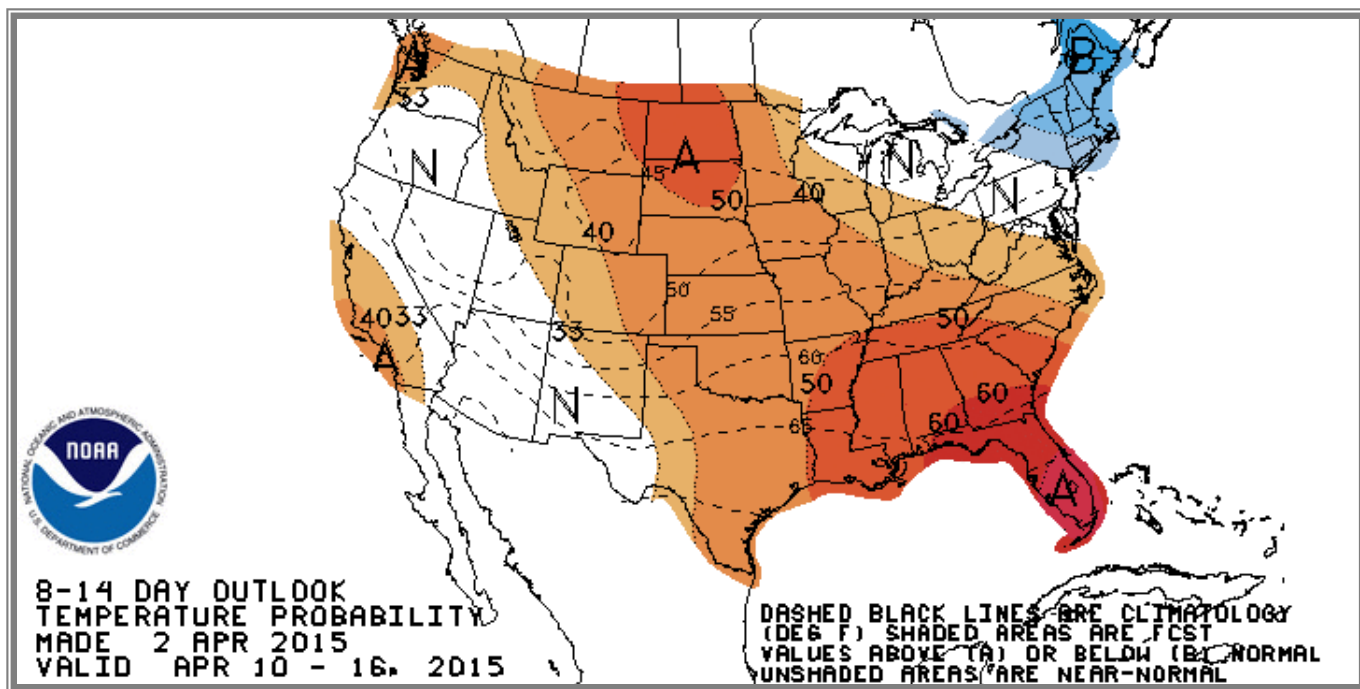 B
A
33
A
N
N
45
50
40
N
40
50
55
40
33
33
50
A
60
50
60
N
60
65
A
NATIONAL OCEANIC AND ATMOSPHERIC ADMINISTRATION
NOAA
U.S. DEPARTMENT OF COMMERCE
8-14 DAY OUTLOOK
TEMPERATURE PROBABILITY
MADE 2 APR 2015
VALID APR 10 - 16, 2015
DASHED BLACK LINES ARE CLIMATOLOGY
(DEG F) SHADED AREAS ARE FCST
VALUES ABOVE (A) OR BELOW (B) NORMAL
UNSHADED AREAS ARE NEAR-NORMAL